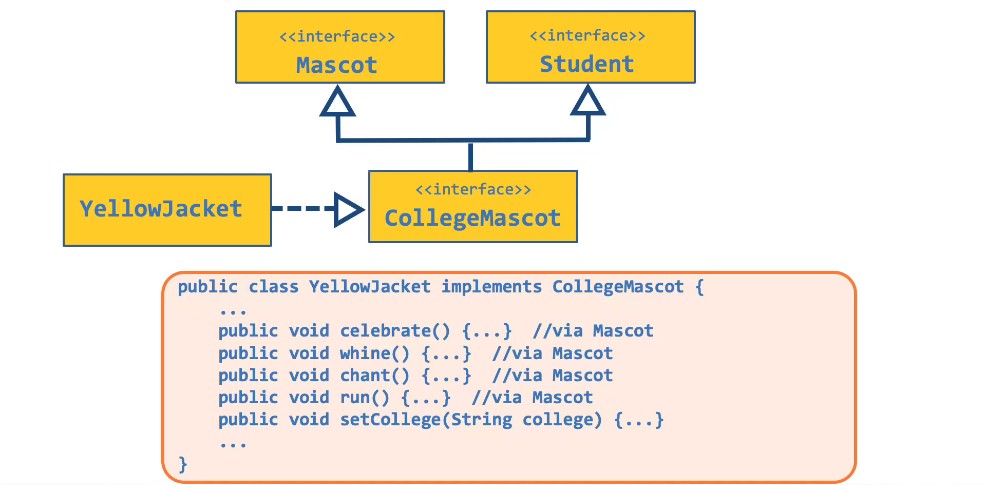 <<interface>>
Mascot
<<interface>>
Student
YellowJacket
<<interface>>
CollegeMascot
public class YellowJacket implements CollegeMascot {
    ...
    public void celebrate() {...}  //via Mascot
    public void whine() {...}  //via Mascot
    public void chant() {...}  //via Mascot
    public void run() {...}  //via Mascot
    public void setCollege(String college) {...}
    ...
}